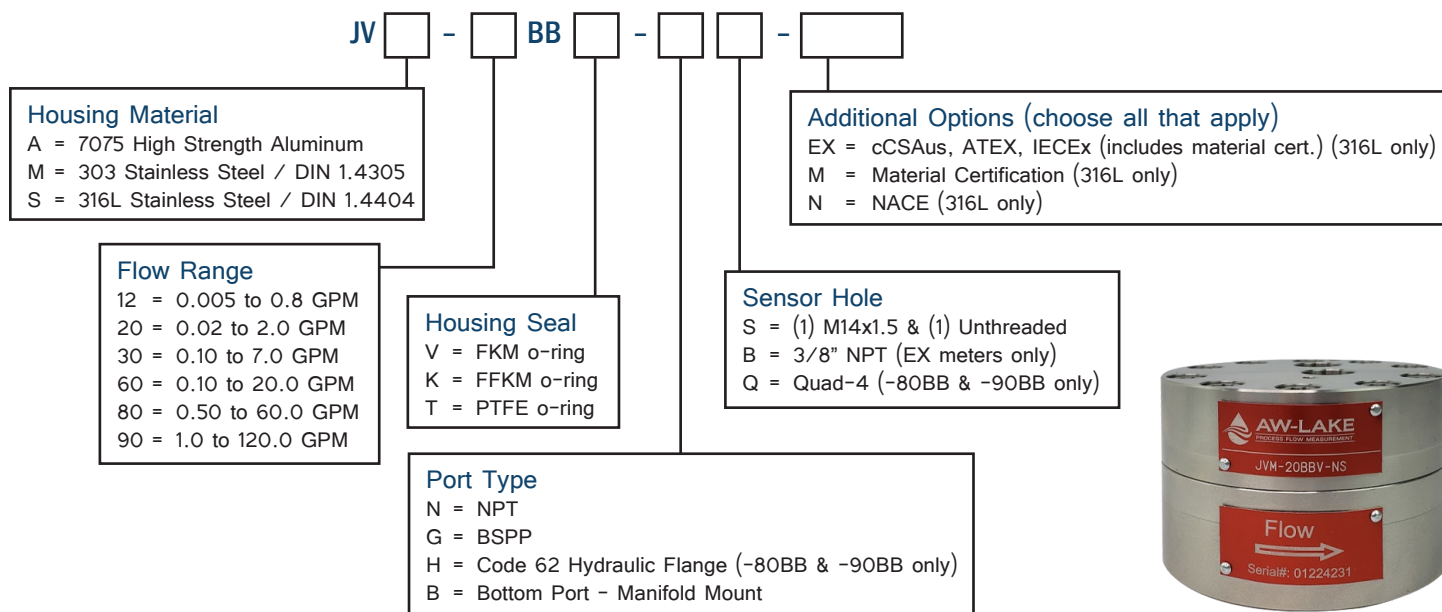 JV - BB - -
Housing Material
A = 7075 High Strength Aluminum
M = 303 Stainless Steel / DIN 1.4305
S = 316L Stainless Steel / DIN 1.4404
Additional Options (choose all that apply)
EX = cCSAus, ATEX, IECEx (includes material cert.) (316L only)
M = Material Certification (316L only)
N = NACE (316L only)
Flow Range
12 = 0.005 to 0.8 GPM
20 = 0.02 to 2.0 GPM
30 = 0.10 to 7.0 GPM
60 = 0.10 to 20.0 GPM
80 = 0.50 to 60.0 GPM
90 = 1.0 to 120.0 GPM
Housing Seal
V = FKM o-ring
K = FFKM o-ring
T = PTFE o-ring
Sensor Hole
S = (1) M14x1.5 & (1) Unthreaded
B = 3/8” NPT (EX meters only)
Q = Quad-4 (-80BB & -90BB only)
Port Type
N = NPT
G = BSPP
H = Code 62 Hydraulic Flange (-80BB & -90BB only)
B = Bottom Port - Manifold Mount
AW-LAKE
PROCESS FLOW MEASUREMENT
JVM-20BBV-NS
Flow
Serial#: 01224231